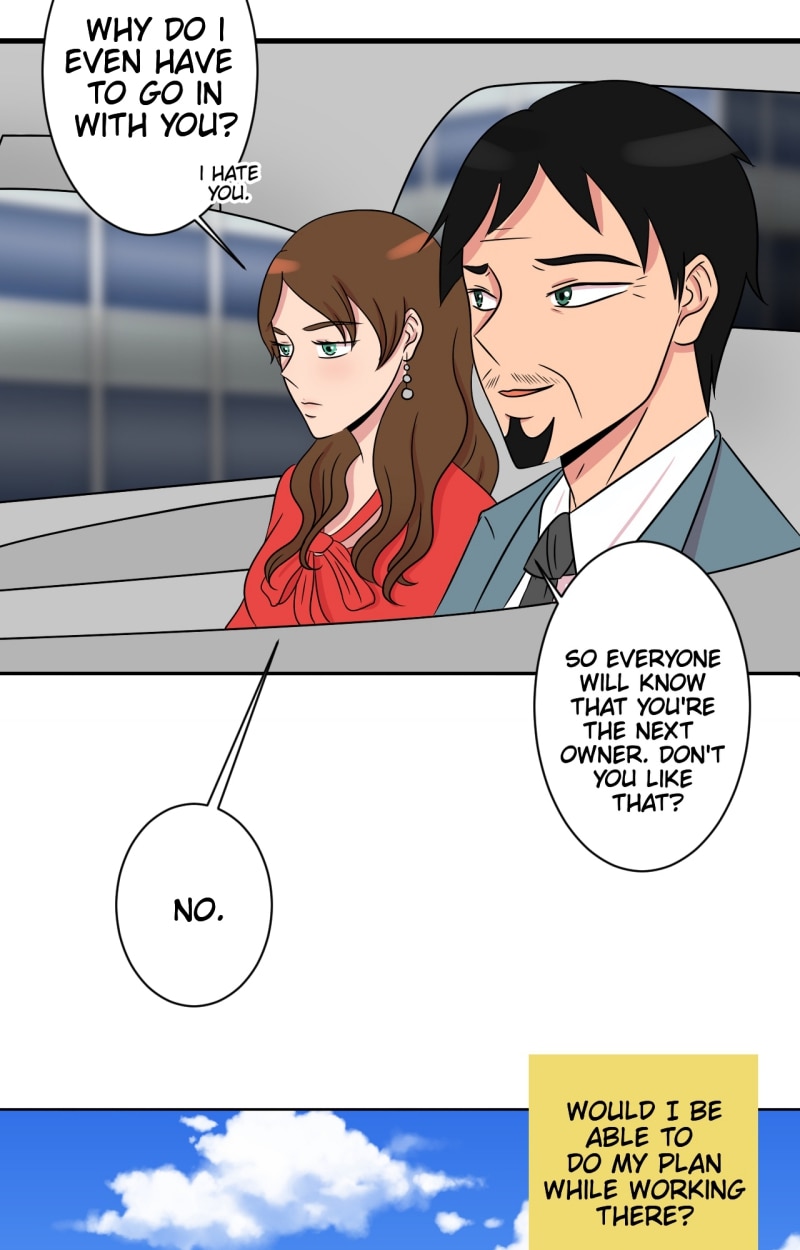 WHY DO I
EVEN HAVE
TO GO IN
WITH YOU?
I HATE
YOU.
SO EVERYONE
WILL KNOW
THAT YOU'RE
THE NEXT
OWNER. DON'T
YOU LIKE
THAT?
NO.
WOULD I BE
ABLE TO
DO MY PLAN
WHILE WORKING
THERE?